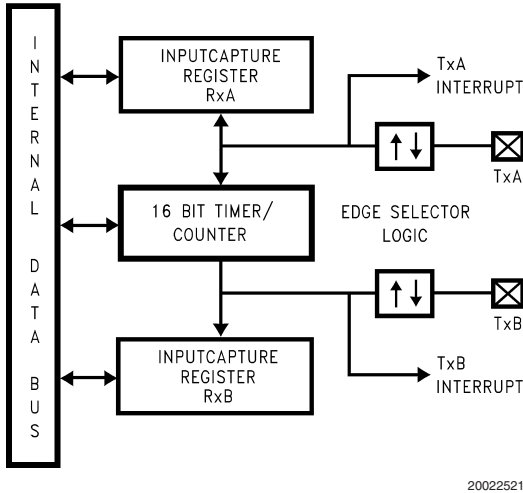 INTERNAL DATA BUS
INPUTCAPTURE
REGISTER
RxA
TxA
INTERRUPT
TxA
16 BIT TIMER/
COUNTER
EDGE SELECTOR
LOGIC
TxB
INPUTCAPTURE
REGISTER
RxB
TxB
INTERRUPT
20022521